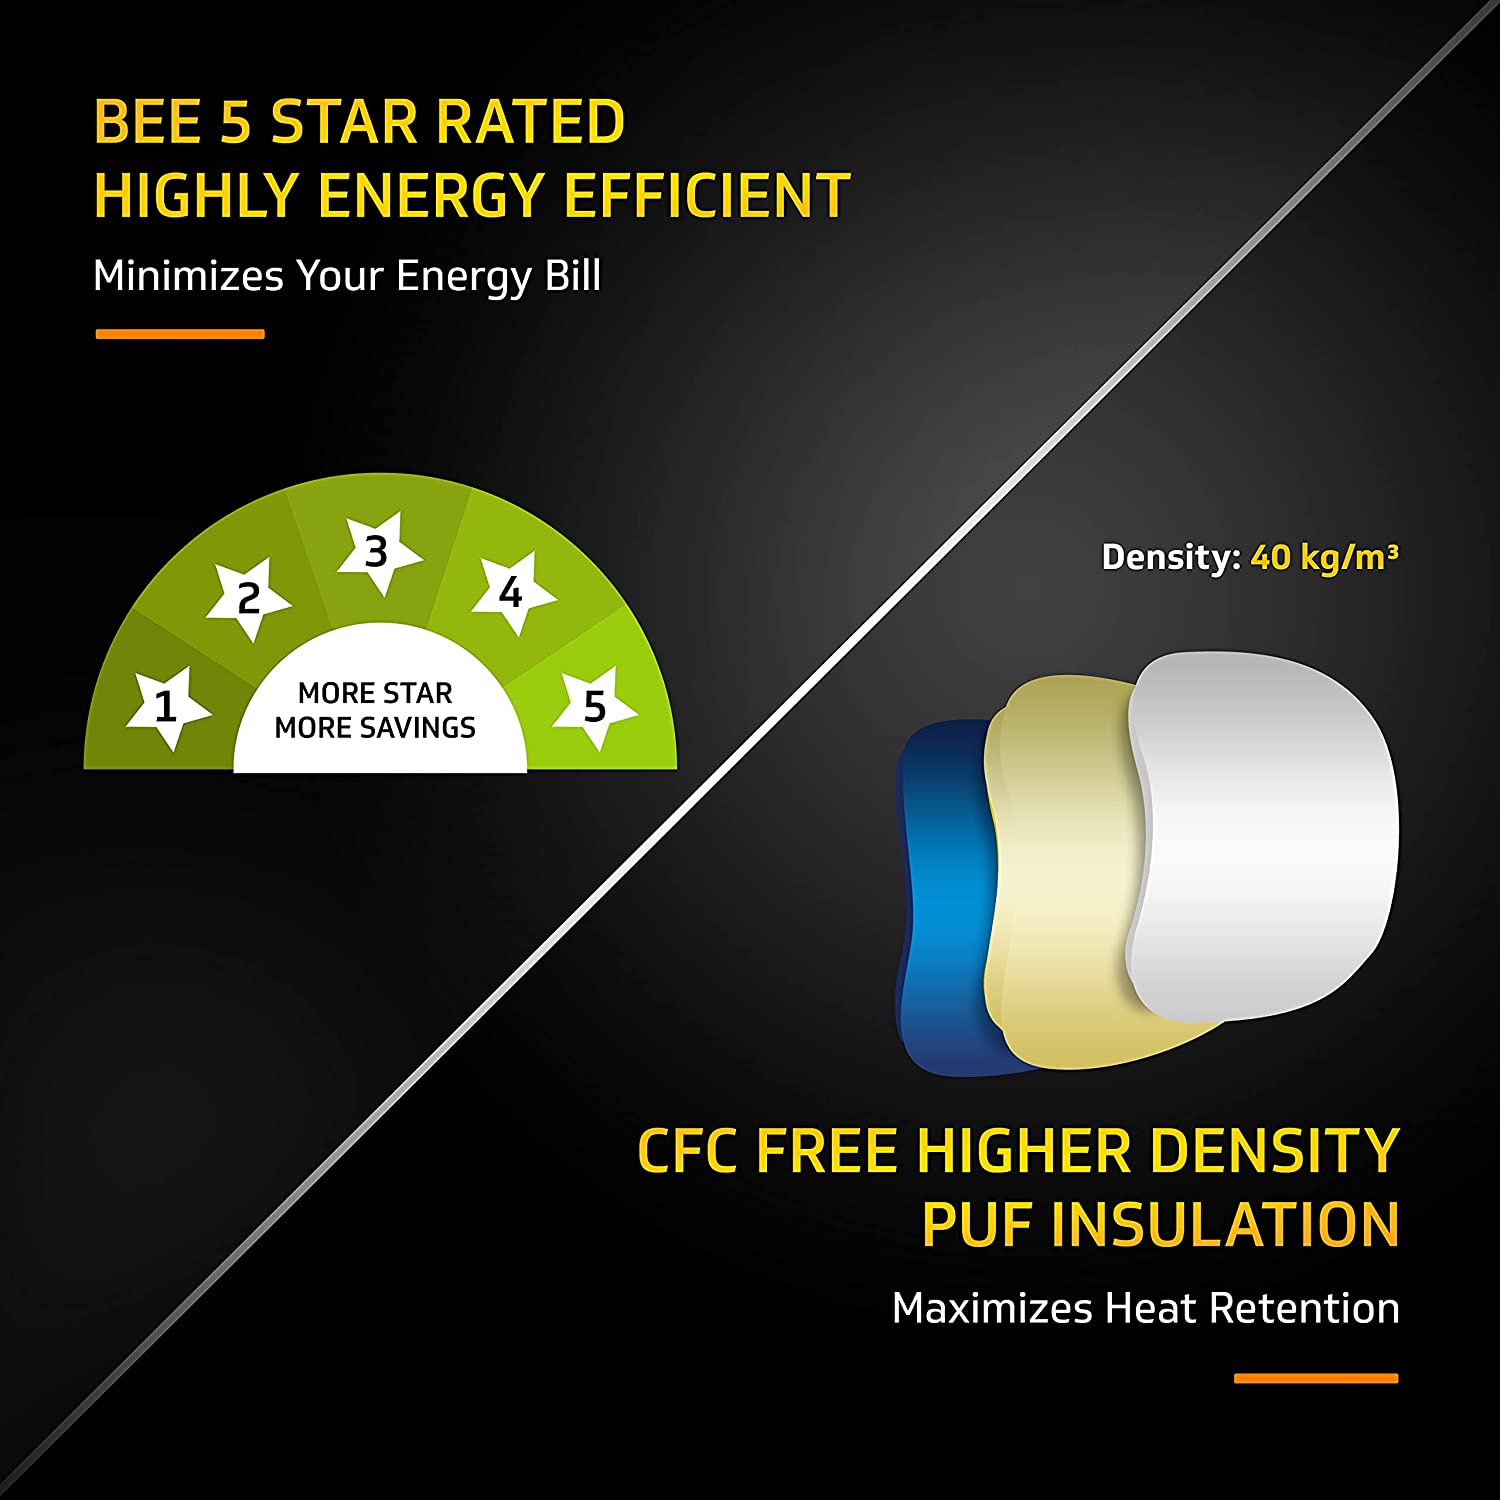 BEE 5 STAR RATED
HIGHLY ENERGY EFFICIENT
Minimizes Your Energy Bill
1
2
3
4
5
MORE STAR
MORE SAVINGS
Density: 40 kg/m³
CFC FREE HIGHER DENSITY
PUF INSULATION
Maximizes Heat Retention